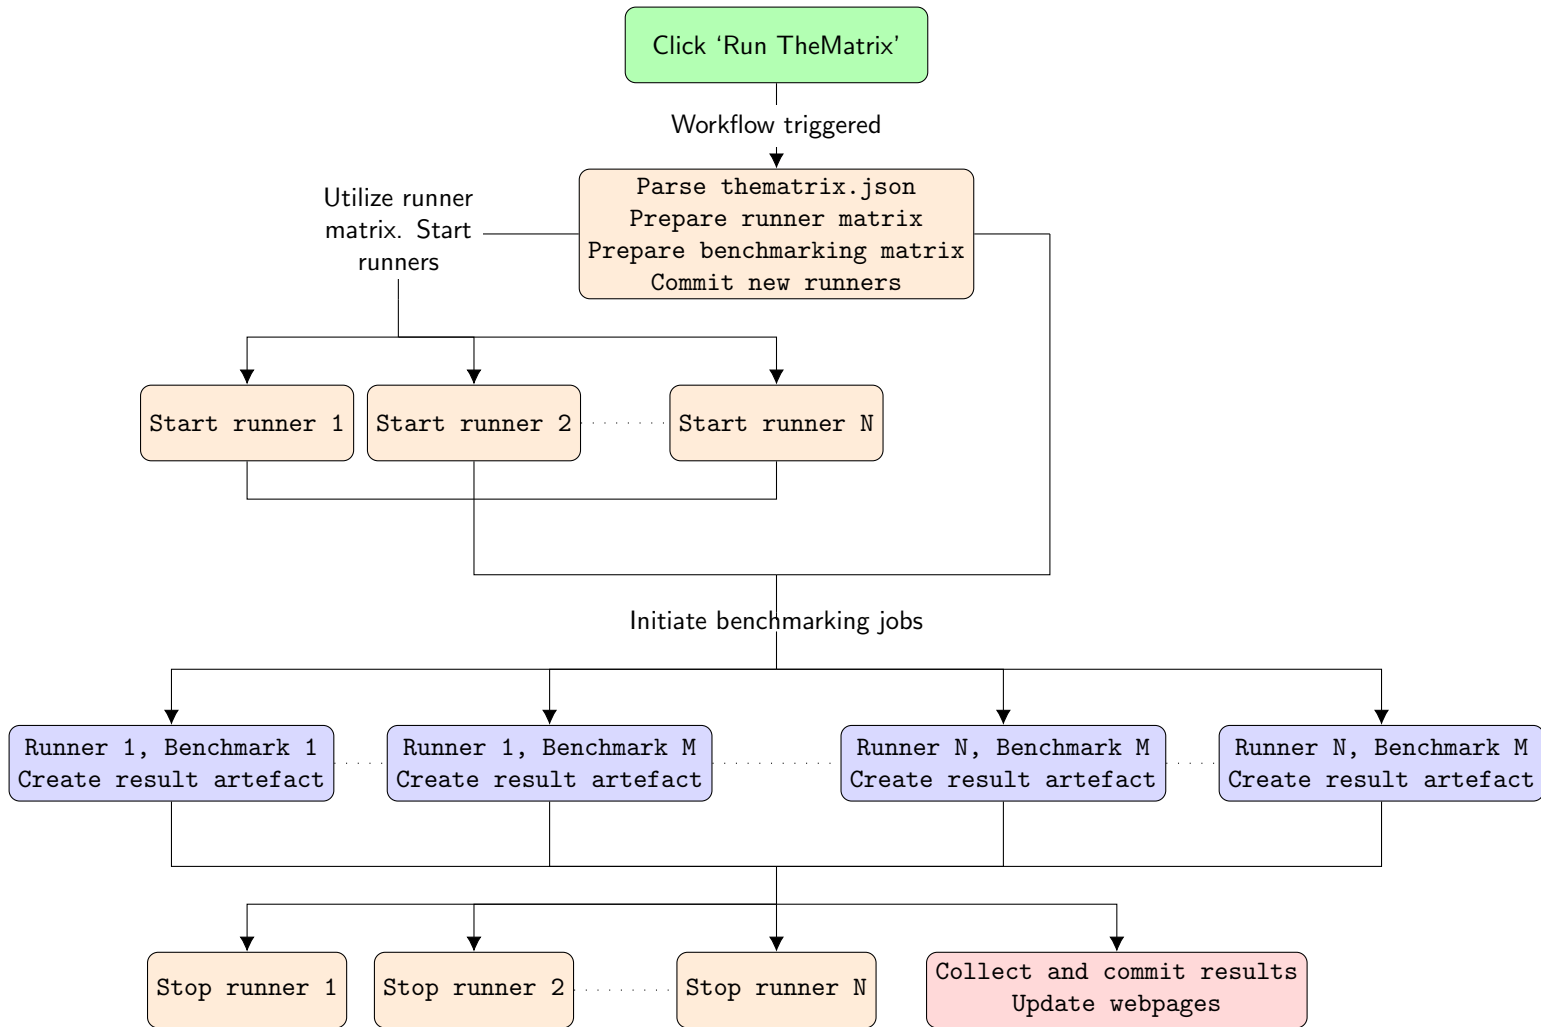 Click ‘Run TheMatrix’
Workflow triggered
Parse thematrix.json
Prepare runner matrix
Prepare benchmarking matrix
Commit new runners
Utilize runner
matrix. Start
runners
Start runner 1
Start runner 2
Start runner N
Initiate benchmarking jobs
Runner 1, Benchmark 1
Create result artefact
Runner 1, Benchmark M
Create result artefact
Runner N, Benchmark M
Create result artefact
Runner N, Benchmark M
Create result artefact
Stop runner 1
Stop runner 2
Stop runner N
Collect and commit results
Update webpages